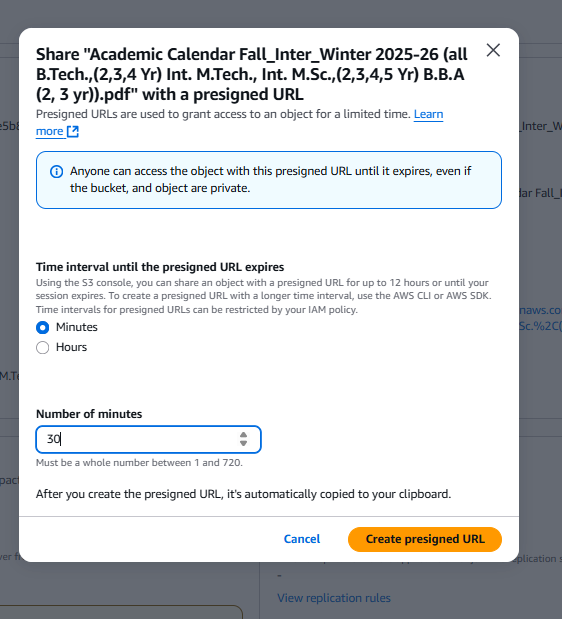 Share "Academic Calendar Fall_Inter_Winter 2025-26 (all
B.Tech.,(2,3,4 Yr) Int. M.Tech., Int. M.Sc.,(2,3,4,5 Yr) B.B.A
(2, 3 yr)).pdf" with a presigned URL
Presigned URLs are used to grant access to an object for a limited time. Learn
more
Anyone can access the object with this presigned URL until it expires, even if
the bucket, and object are private.
Time interval until the presigned URL expires
Using the S3 console, you can share an object with a presigned URL for up to 12 hours or until your
session expires. To create a presigned URL with a longer time interval, use the AWS CLI or AWS SDK.
Time intervals for presigned URLs can be restricted by your IAM policy.
Minutes
Hours
Number of minutes
30
Must be a whole number between 1 and 720.
After you create the presigned URL, it's automatically copied to your clipboard.
Cancel
Create presigned URL
-
View replication rules